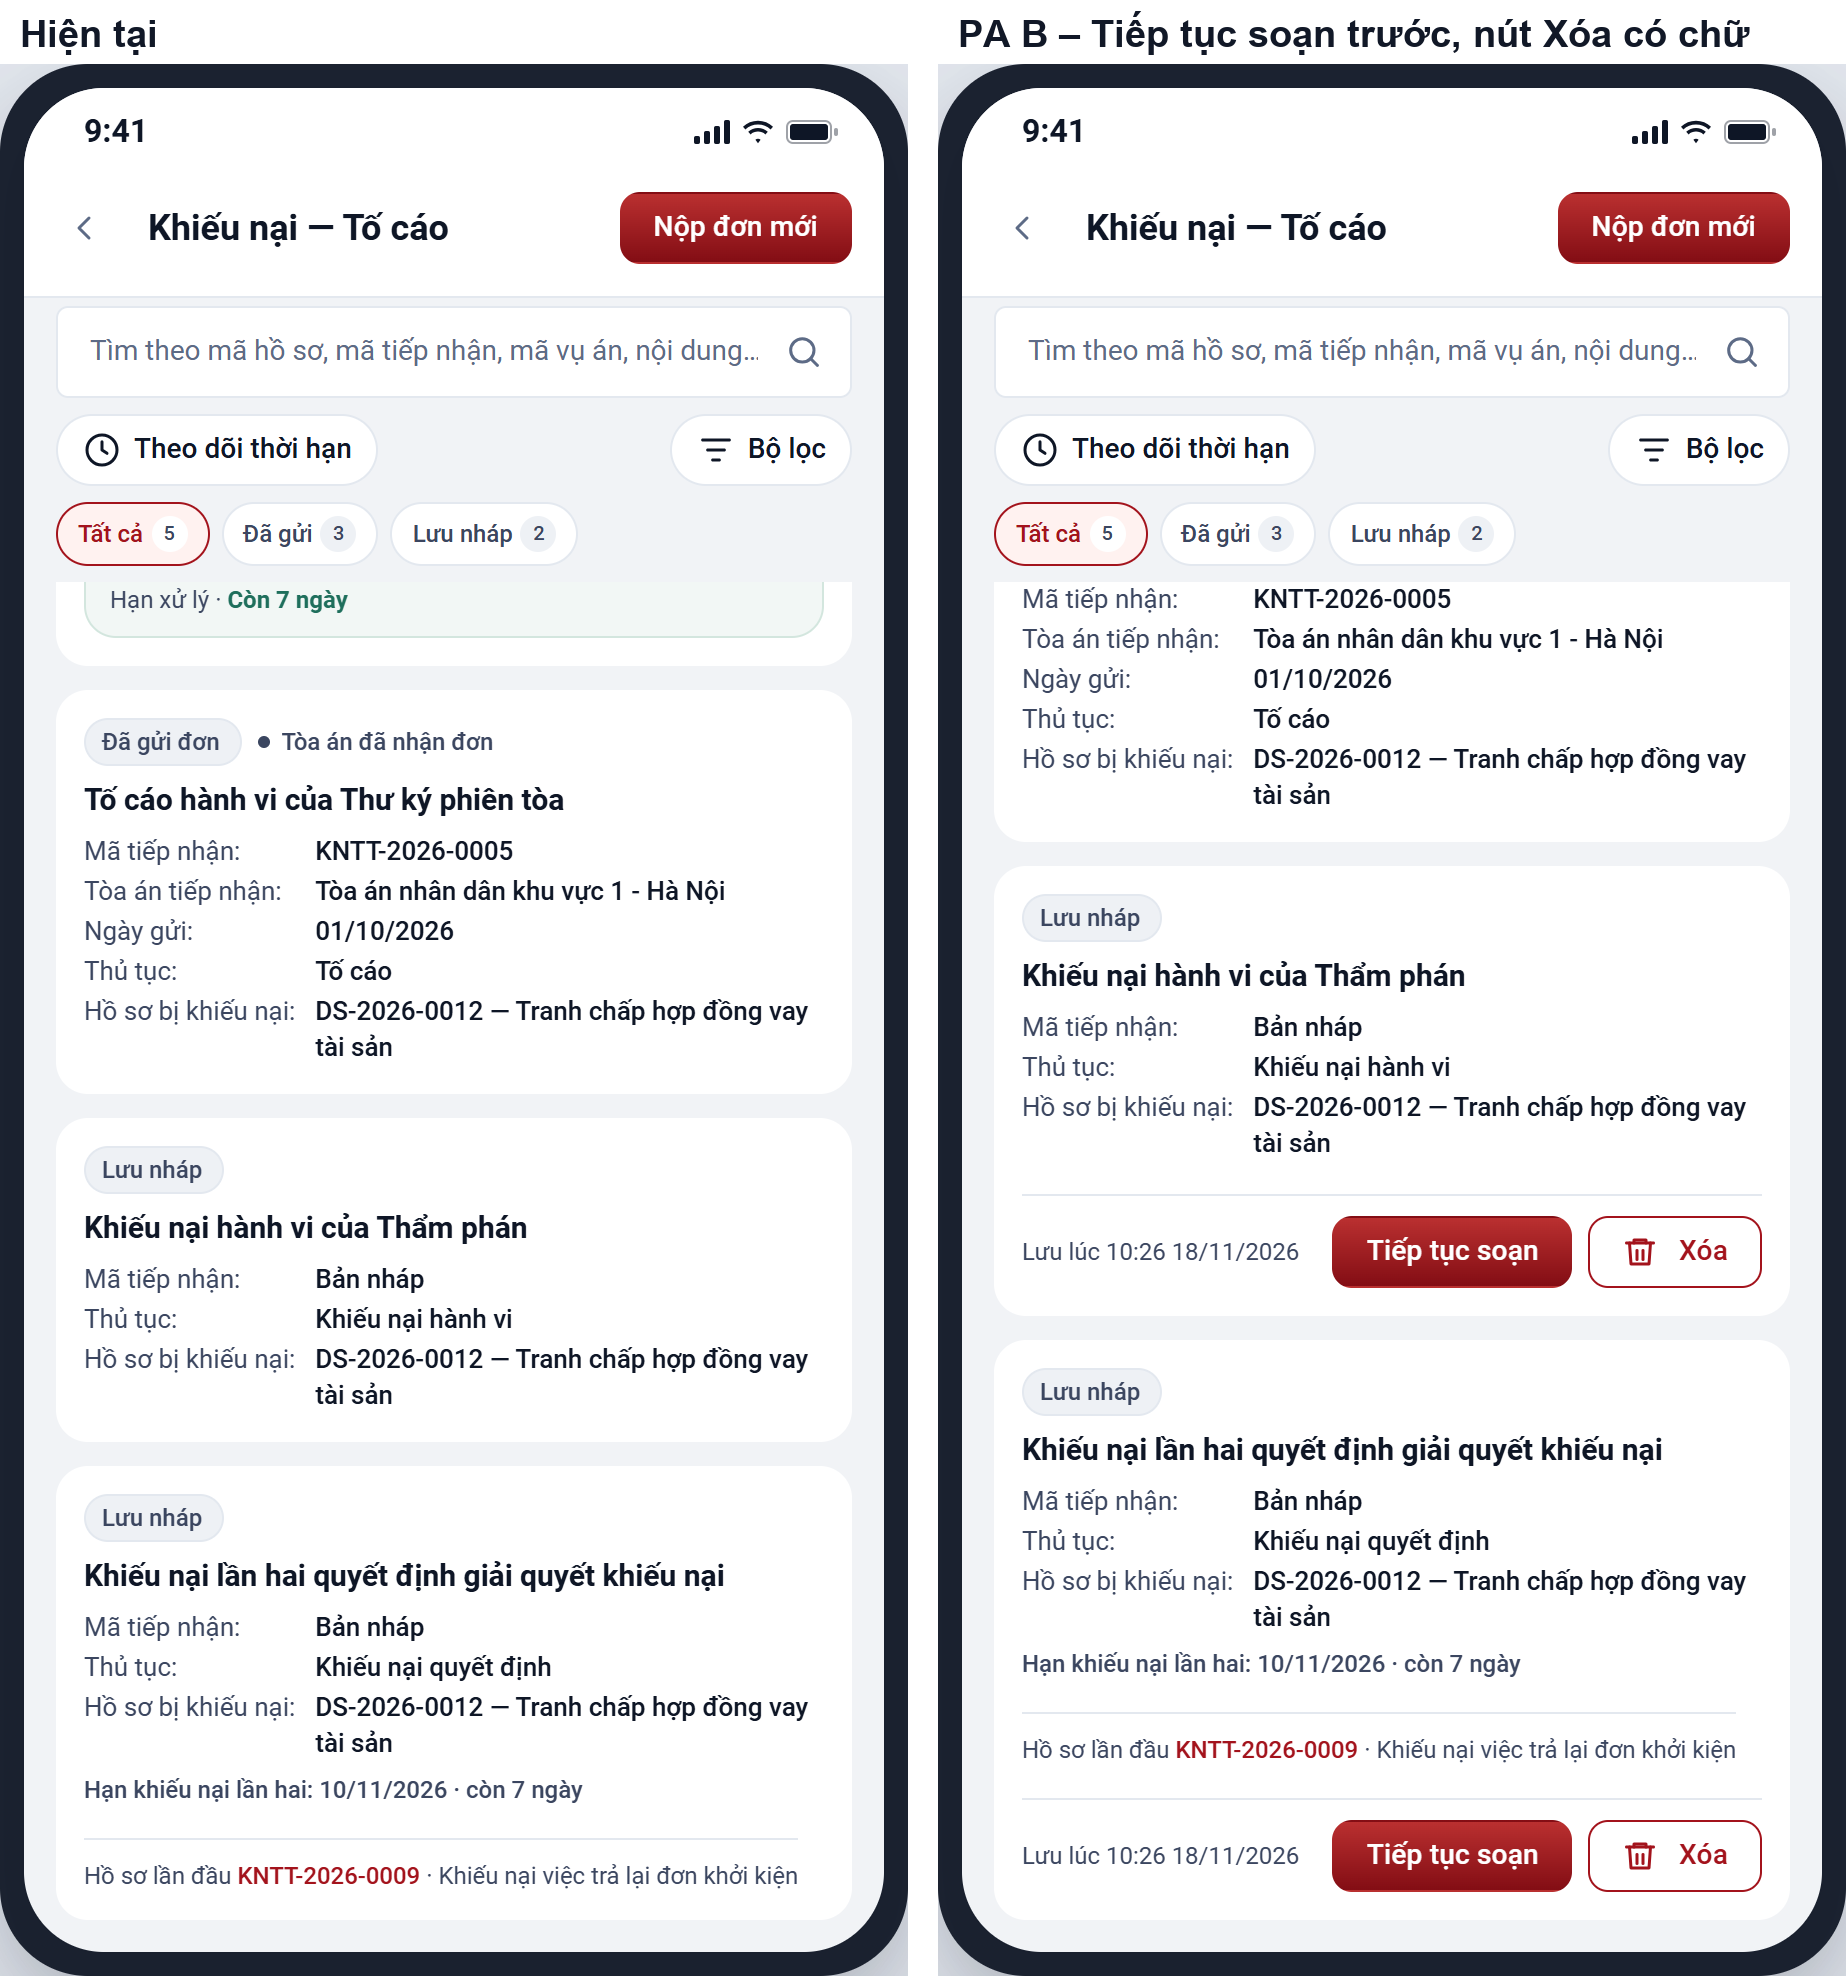 Hiện tại
9:41
Khiếu nại — Tố cáo
Nộp đơn mới
Tìm theo mã hồ sơ, mã tiếp nhận, mã vụ án, nội dung...
Theo dõi thời hạn
Bộ lọc
Tất cả 5
Đã gửi 3
Lưu nháp 2
Hạn xử lý · Còn 7 ngày
Đã gửi đơn
Tòa án đã nhận đơn
Tố cáo hành vi của Thư ký phiên tòa
Mã tiếp nhận: KNTT-2026-0005
Tòa án tiếp nhận: Tòa án nhân dân khu vực 1 - Hà Nội
Ngày gửi: 01/10/2026
Thủ tục: Tố cáo
Hồ sơ bị khiếu nại: DS-2026-0012 — Tranh chấp hợp đồng vay
tài sản
Lưu nháp
Khiếu nại hành vi của Thẩm phán
Mã tiếp nhận: Bản nháp
Thủ tục: Khiếu nại hành vi
Hồ sơ bị khiếu nại: DS-2026-0012 — Tranh chấp hợp đồng vay
tài sản
Lưu nháp
Khiếu nại lần hai quyết định giải quyết khiếu nại
Mã tiếp nhận: Bản nháp
Thủ tục: Khiếu nại quyết định
Hồ sơ bị khiếu nại: DS-2026-0012 — Tranh chấp hợp đồng vay
tài sản
Hạn khiếu nại lần hai: 10/11/2026 · còn 7 ngày
Hồ sơ lần đầu KNTT-2026-0009 · Khiếu nại việc trả lại đơn khởi kiện
PA B – Tiếp tục soạn trước, nút Xóa có chữ
9:41
Khiếu nại — Tố cáo
Nộp đơn mới
Tìm theo mã hồ sơ, mã tiếp nhận, mã vụ án, nội dung...
Theo dõi thời hạn
Bộ lọc
Tất cả 5
Đã gửi 3
Lưu nháp 2
Mã tiếp nhận: KNTT-2026-0005
Tòa án tiếp nhận: Tòa án nhân dân khu vực 1 - Hà Nội
Ngày gửi: 01/10/2026
Thủ tục: Tố cáo
Hồ sơ bị khiếu nại: DS-2026-0012 — Tranh chấp hợp đồng vay
tài sản
Lưu nháp
Khiếu nại hành vi của Thẩm phán
Mã tiếp nhận: Bản nháp
Thủ tục: Khiếu nại hành vi
Hồ sơ bị khiếu nại: DS-2026-0012 — Tranh chấp hợp đồng vay
tài sản
Lưu lúc 10:26 18/11/2026
Tiếp tục soạn
Xóa
Lưu nháp
Khiếu nại lần hai quyết định giải quyết khiếu nại
Mã tiếp nhận: Bản nháp
Thủ tục: Khiếu nại quyết định
Hồ sơ bị khiếu nại: DS-2026-0012 — Tranh chấp hợp đồng vay
tài sản
Hạn khiếu nại lần hai: 10/11/2026 · còn 7 ngày
Hồ sơ lần đầu KNTT-2026-0009 · Khiếu nại việc trả lại đơn khởi kiện
Lưu lúc 10:26 18/11/2026
Tiếp tục soạn
Xóa